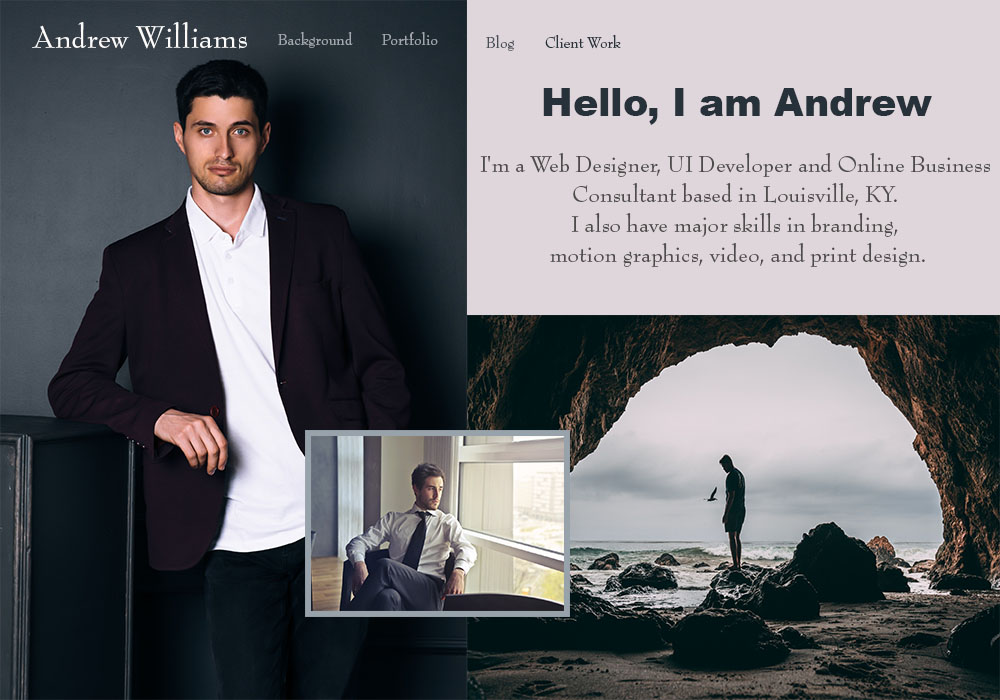 Andrew Williams
Background
Portfolio
Blog
Client Work
Hello, I am Andrew
I'm a Web Designer, UI Developer and Online Business
Consultant based in Louisville, KY.
I also have major skills in branding,
motion graphics, video, and print design.